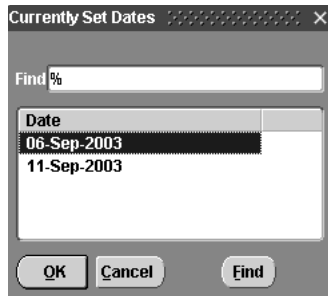 Currently Set Dates
Find %
Date
06-Sep-2003
11-Sep-2003
OK Cancel Find